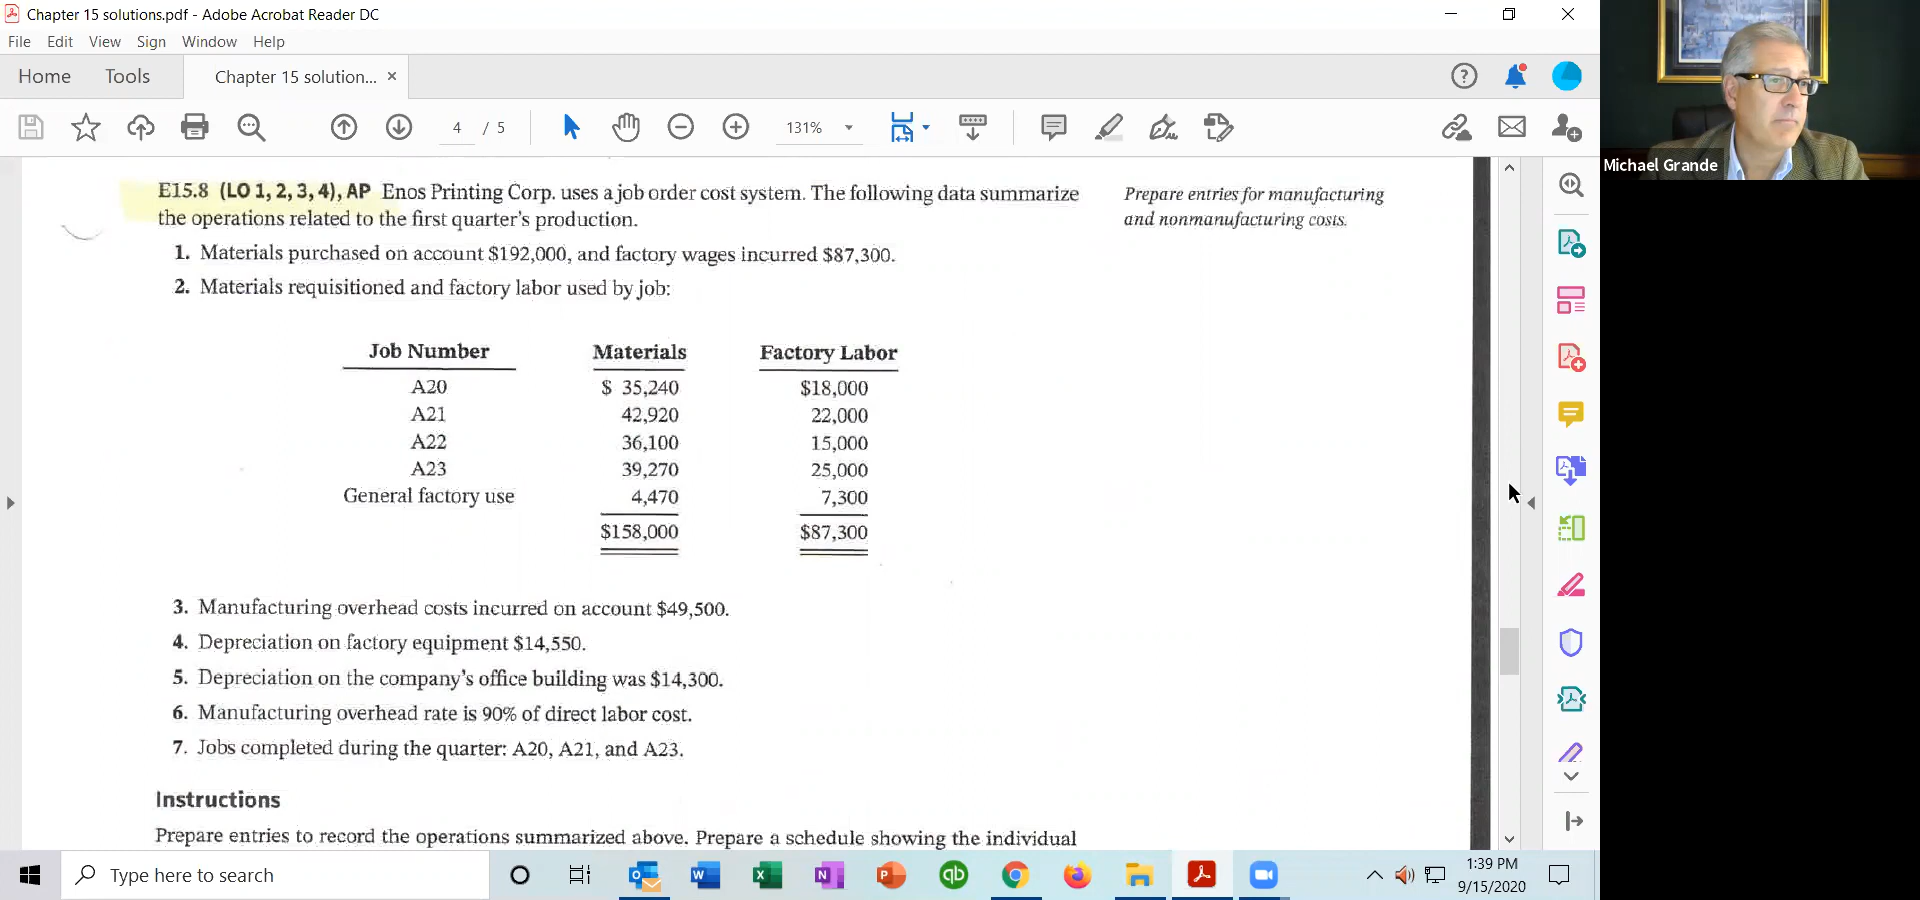 Chapter 15 solutions.pdf - Adobe Acrobat Reader DC
File Edit View Sign Window Help
Home Tools Chapter 15 solution... ×
4 / 5 131%
E15.8 (LO 1, 2, 3, 4), AP Enos Printing Corp. uses a job order cost system. The following data summarize
the operations related to the first quarter's production.
Prepare entries for manufacturing
and nonmanufacturing costs.
1. Materials purchased on account $192,000, and factory wages incurred $87,300.
2. Materials requisitioned and factory labor used by job:
Job Number Materials Factory Labor
A20 $ 35,240 $18,000
A21 42,920 22,000
A22 36,100 15,000
A23 39,270 25,000
General factory use 4,470 7,300
$158,000 $87,300
3. Manufacturing overhead costs incurred on account $49,500.
4. Depreciation on factory equipment $14,550.
5. Depreciation on the company's office building was $14,300.
6. Manufacturing overhead rate is 90% of direct labor cost.
7. Jobs completed during the quarter: A20, A21, and A23.
Instructions
Prepare entries to record the operations summarized above. Prepare a schedule showing the individual
Michael Grande
Type here to search
1:39 PM
9/15/2020